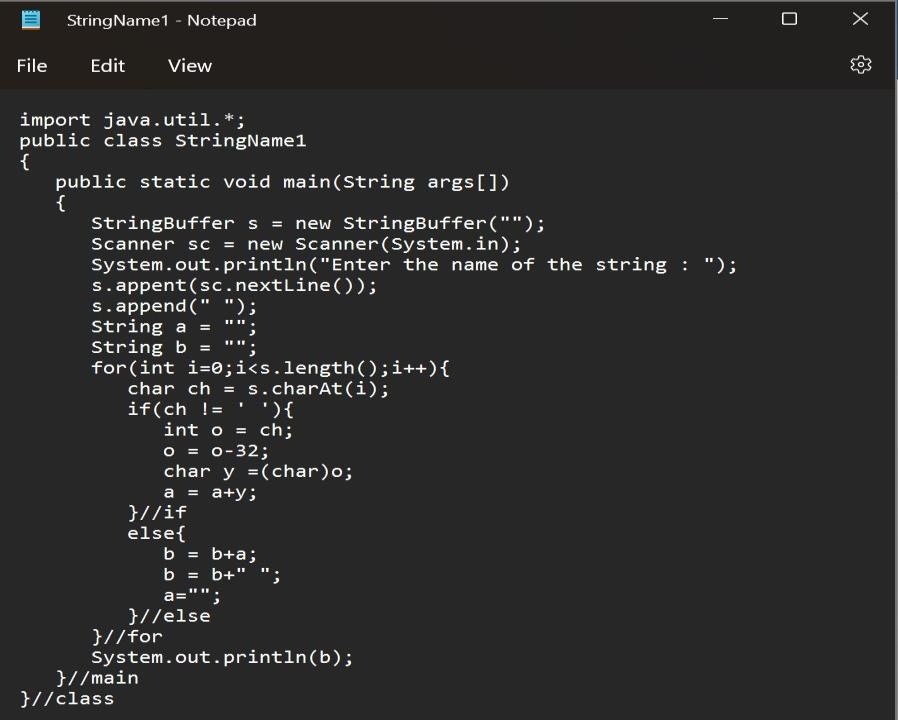 StringName1 - Notepad
File Edit View
import java.util.*;
public class StringName1
{
   public static void main(String args[])
   {
      StringBuffer s = new StringBuffer("");
      Scanner sc = new Scanner(System.in);
      System.out.println("Enter the name of the string : ");
      s.appent(sc.nextLine());
      s.append(" ");
      String a = "";
      String b = "";
      for(int i=0;i<s.length();i++){
         char ch = s.charAt(i);
         if(ch != ' '){
            int o = ch;
            o = o-32;
            char y =(char)o;
            a = a+y;
         }//if
         else{
            b = b+a;
            b = b+" ";
            a="";
         }//else
      }//for
      System.out.println(b);
   }//main
}//class